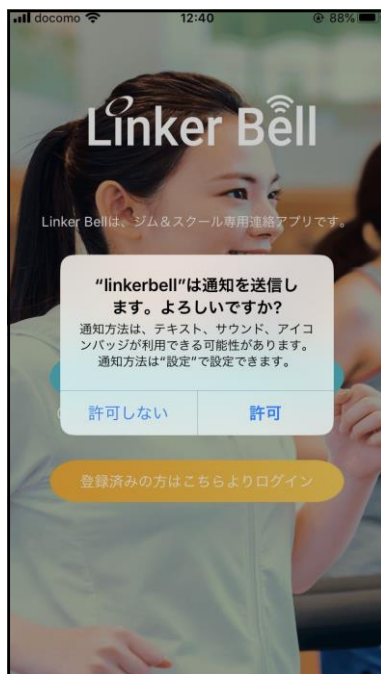 docomo 12:40 88%
Linker Bell
Linker Bellは、ジム&スクール専用連絡アプリです。
“linkerbell”は通知を送信し
ます。よろしいですか?
通知方法は、テキスト、サウンド、アイコ
ンバッジが利用できる可能性があります。
通知方法は“設定”で設定できます。
許可しない 許可
登録済みの方はこちらよりログイン